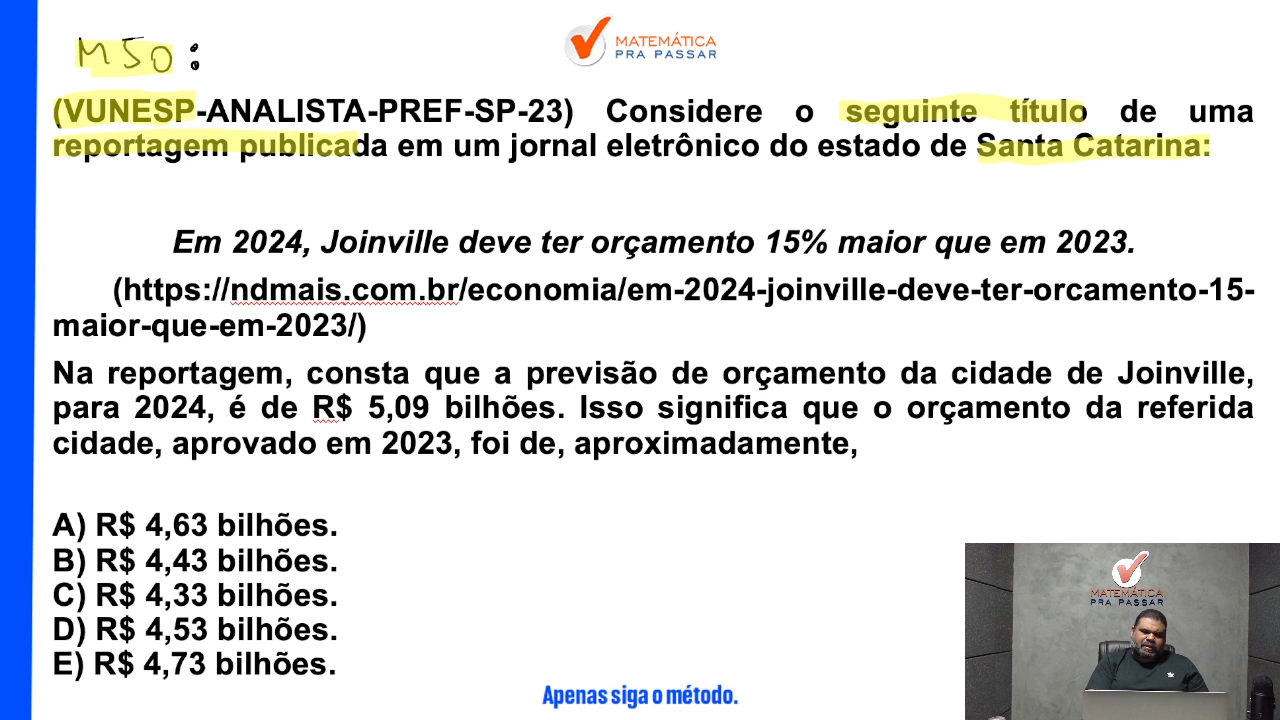 M50:
MATEMÁTICA
PRA PASSAR
(VUNESP-ANALISTA-PREF-SP-23) Considere o seguinte título de uma
reportagem publicada em um jornal eletrônico do estado de Santa Catarina:
Em 2024, Joinville deve ter orçamento 15% maior que em 2023.
(https://ndmais.com.br/economia/em-2024-joinville-deve-ter-orcamento-15-
maior-que-em-2023/)
Na reportagem, consta que a previsão de orçamento da cidade de Joinville,
para 2024, é de R$ 5,09 bilhões. Isso significa que o orçamento da referida
cidade, aprovado em 2023, foi de, aproximadamente,
A) R$ 4,63 bilhões.
B) R$ 4,43 bilhões.
C) R$ 4,33 bilhões.
D) R$ 4,53 bilhões.
E) R$ 4,73 bilhões.
MATEMÁTICA
PRA PASSAR
Apenas siga o método.